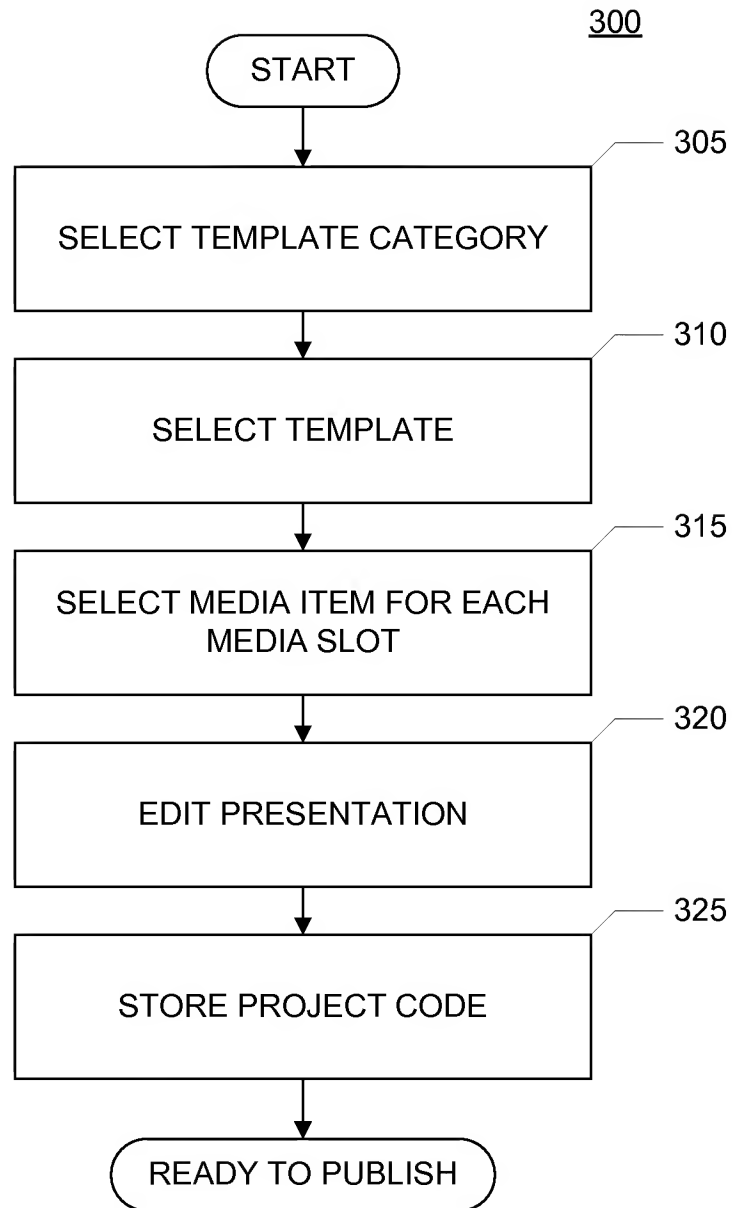 300
START
305
SELECT TEMPLATE CATEGORY
310
SELECT TEMPLATE
315
SELECT MEDIA ITEM FOR EACH
MEDIA SLOT
320
EDIT PRESENTATION
325
STORE PROJECT CODE
READY TO PUBLISH